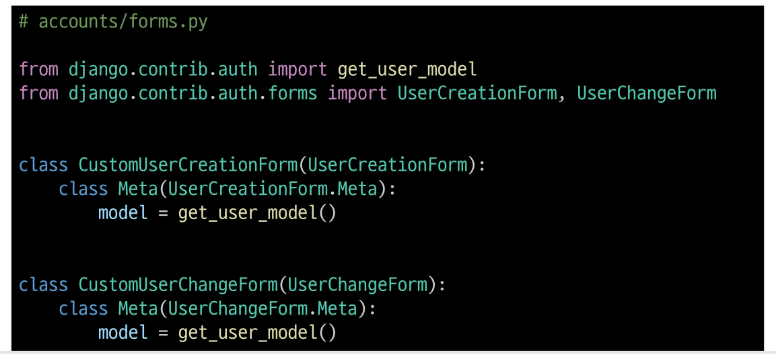 # accounts/forms.py
from django.contrib.auth import get_user_model
from django.contrib.auth.forms import UserCreationForm, UserChangeForm
class CustomUserCreationForm(UserCreationForm):
class Meta(UserCreationForm.Meta):
model = get_user_model()
class CustomUserChangeForm(UserChangeForm):
class Meta(UserChangeForm.Meta):
model = get_user_model()